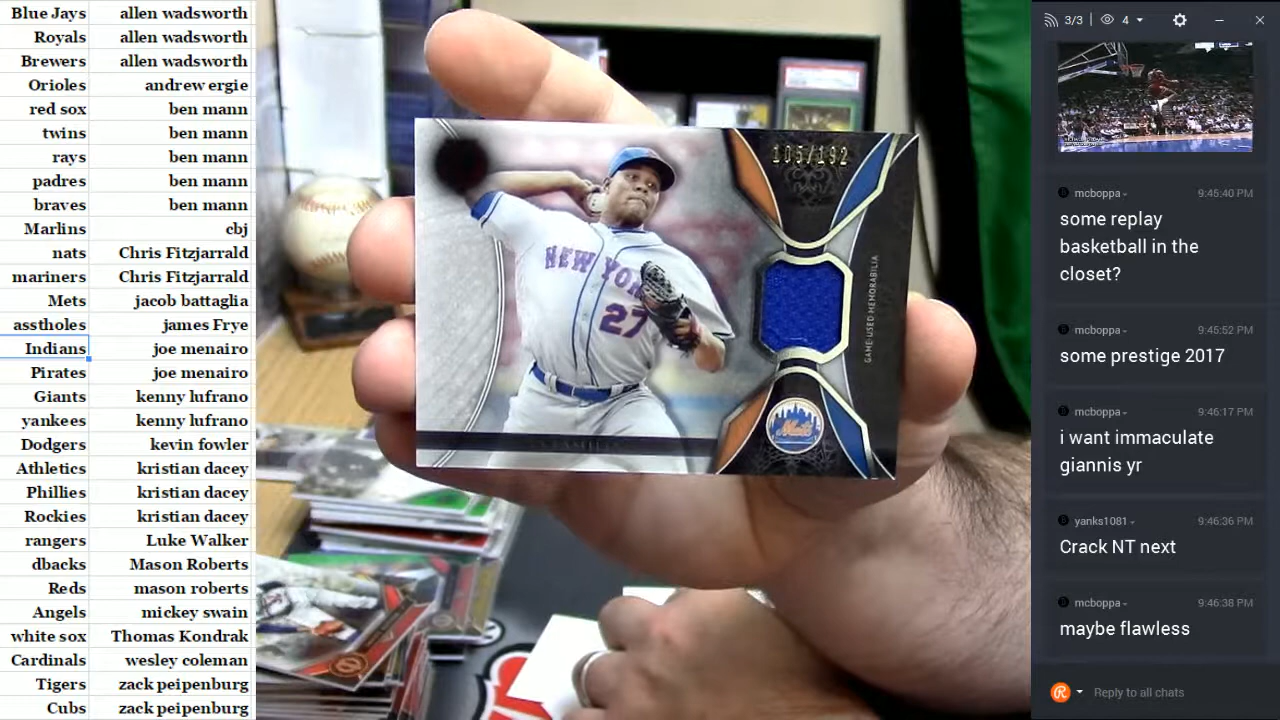 Blue Jays allen wadsworth
Royals allen wadsworth
Brewers allen wadsworth
Orioles andrew ergie
red sox ben mann
twins ben mann
rays ben mann
padres ben mann
braves ben mann
Marlins cbj
nats Chris Fitzjarrald
mariners Chris Fitzjarrald
Mets jacob battaglia
asstholes james Frye
Indians joe menairo
Pirates joe menairo
Giants kenny lufrano
yankees kenny lufrano
Dodgers kevin fowler
Athletics kristian dacey
Phillies kristian dacey
Rockies kristian dacey
rangers Luke Walker
dbacks Mason Roberts
Reds mason roberts
Angels mickey swain
white sox Thomas Kondrak
Cardinals wesley coleman
Tigers zack peipenburg
Cubs zack peipenburg
105/192
NEW YORK
27
GAME-USED MEMORABILIA
Mets
3/3 4
mcboppa 9:45:40 PM
some replay
basketball in the
closet?
mcboppa 9:45:52 PM
some prestige 2017
mcboppa 9:46:17 PM
i want immaculate
giannis yr
yanks1081 9:46:36 PM
Crack NT next
mcboppa 9:46:38 PM
maybe flawless
Reply to all chats